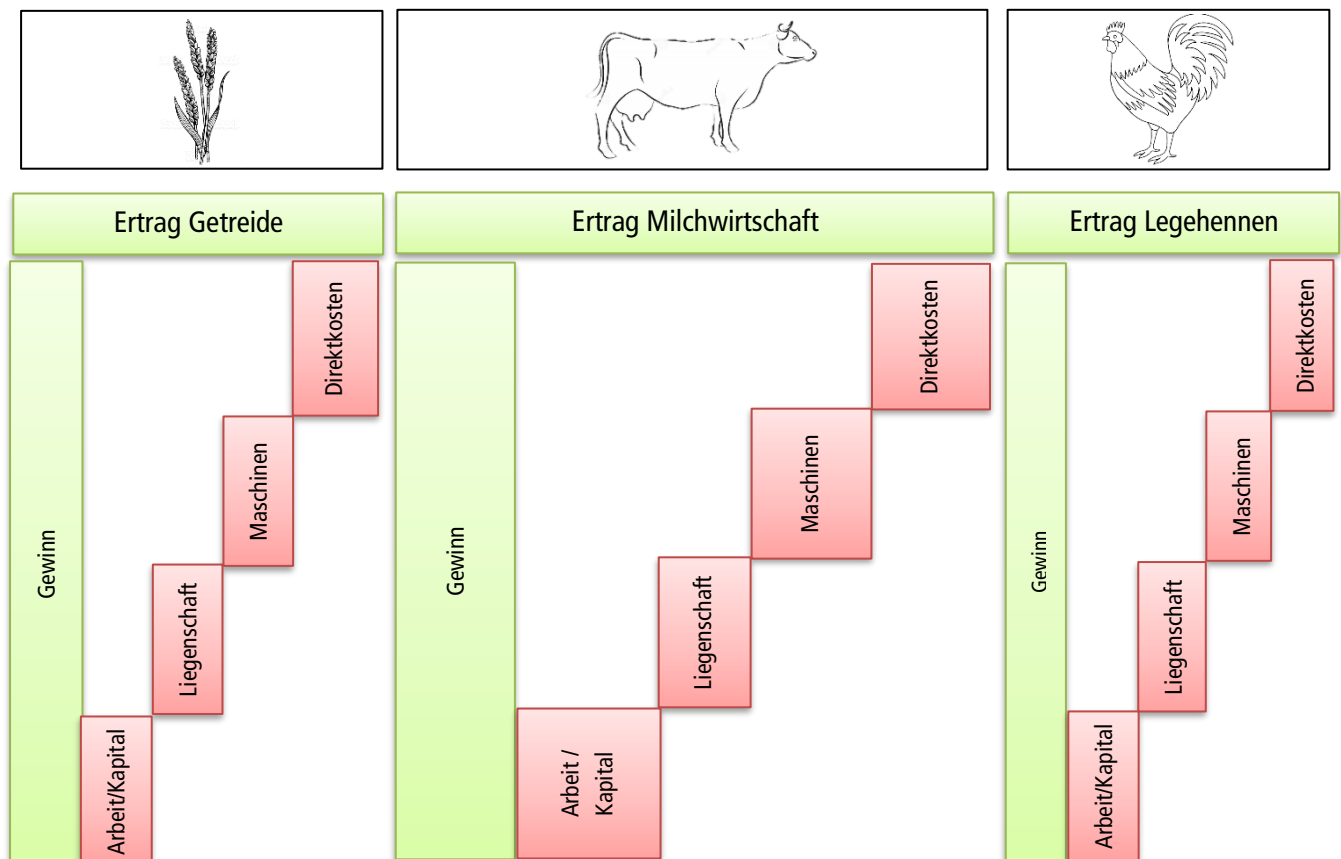 Ertrag Getreide
Ertrag Milchwirtschaft
Ertrag Legehennen
Gewinn
Arbeit/Kapital
Liegenschaft
Maschinen
Direktkosten
Gewinn
Arbeit /
Kapital
Liegenschaft
Maschinen
Direktkosten
Gewinn
Arbeit/Kapital
Liegenschaft
Maschinen
Direktkosten